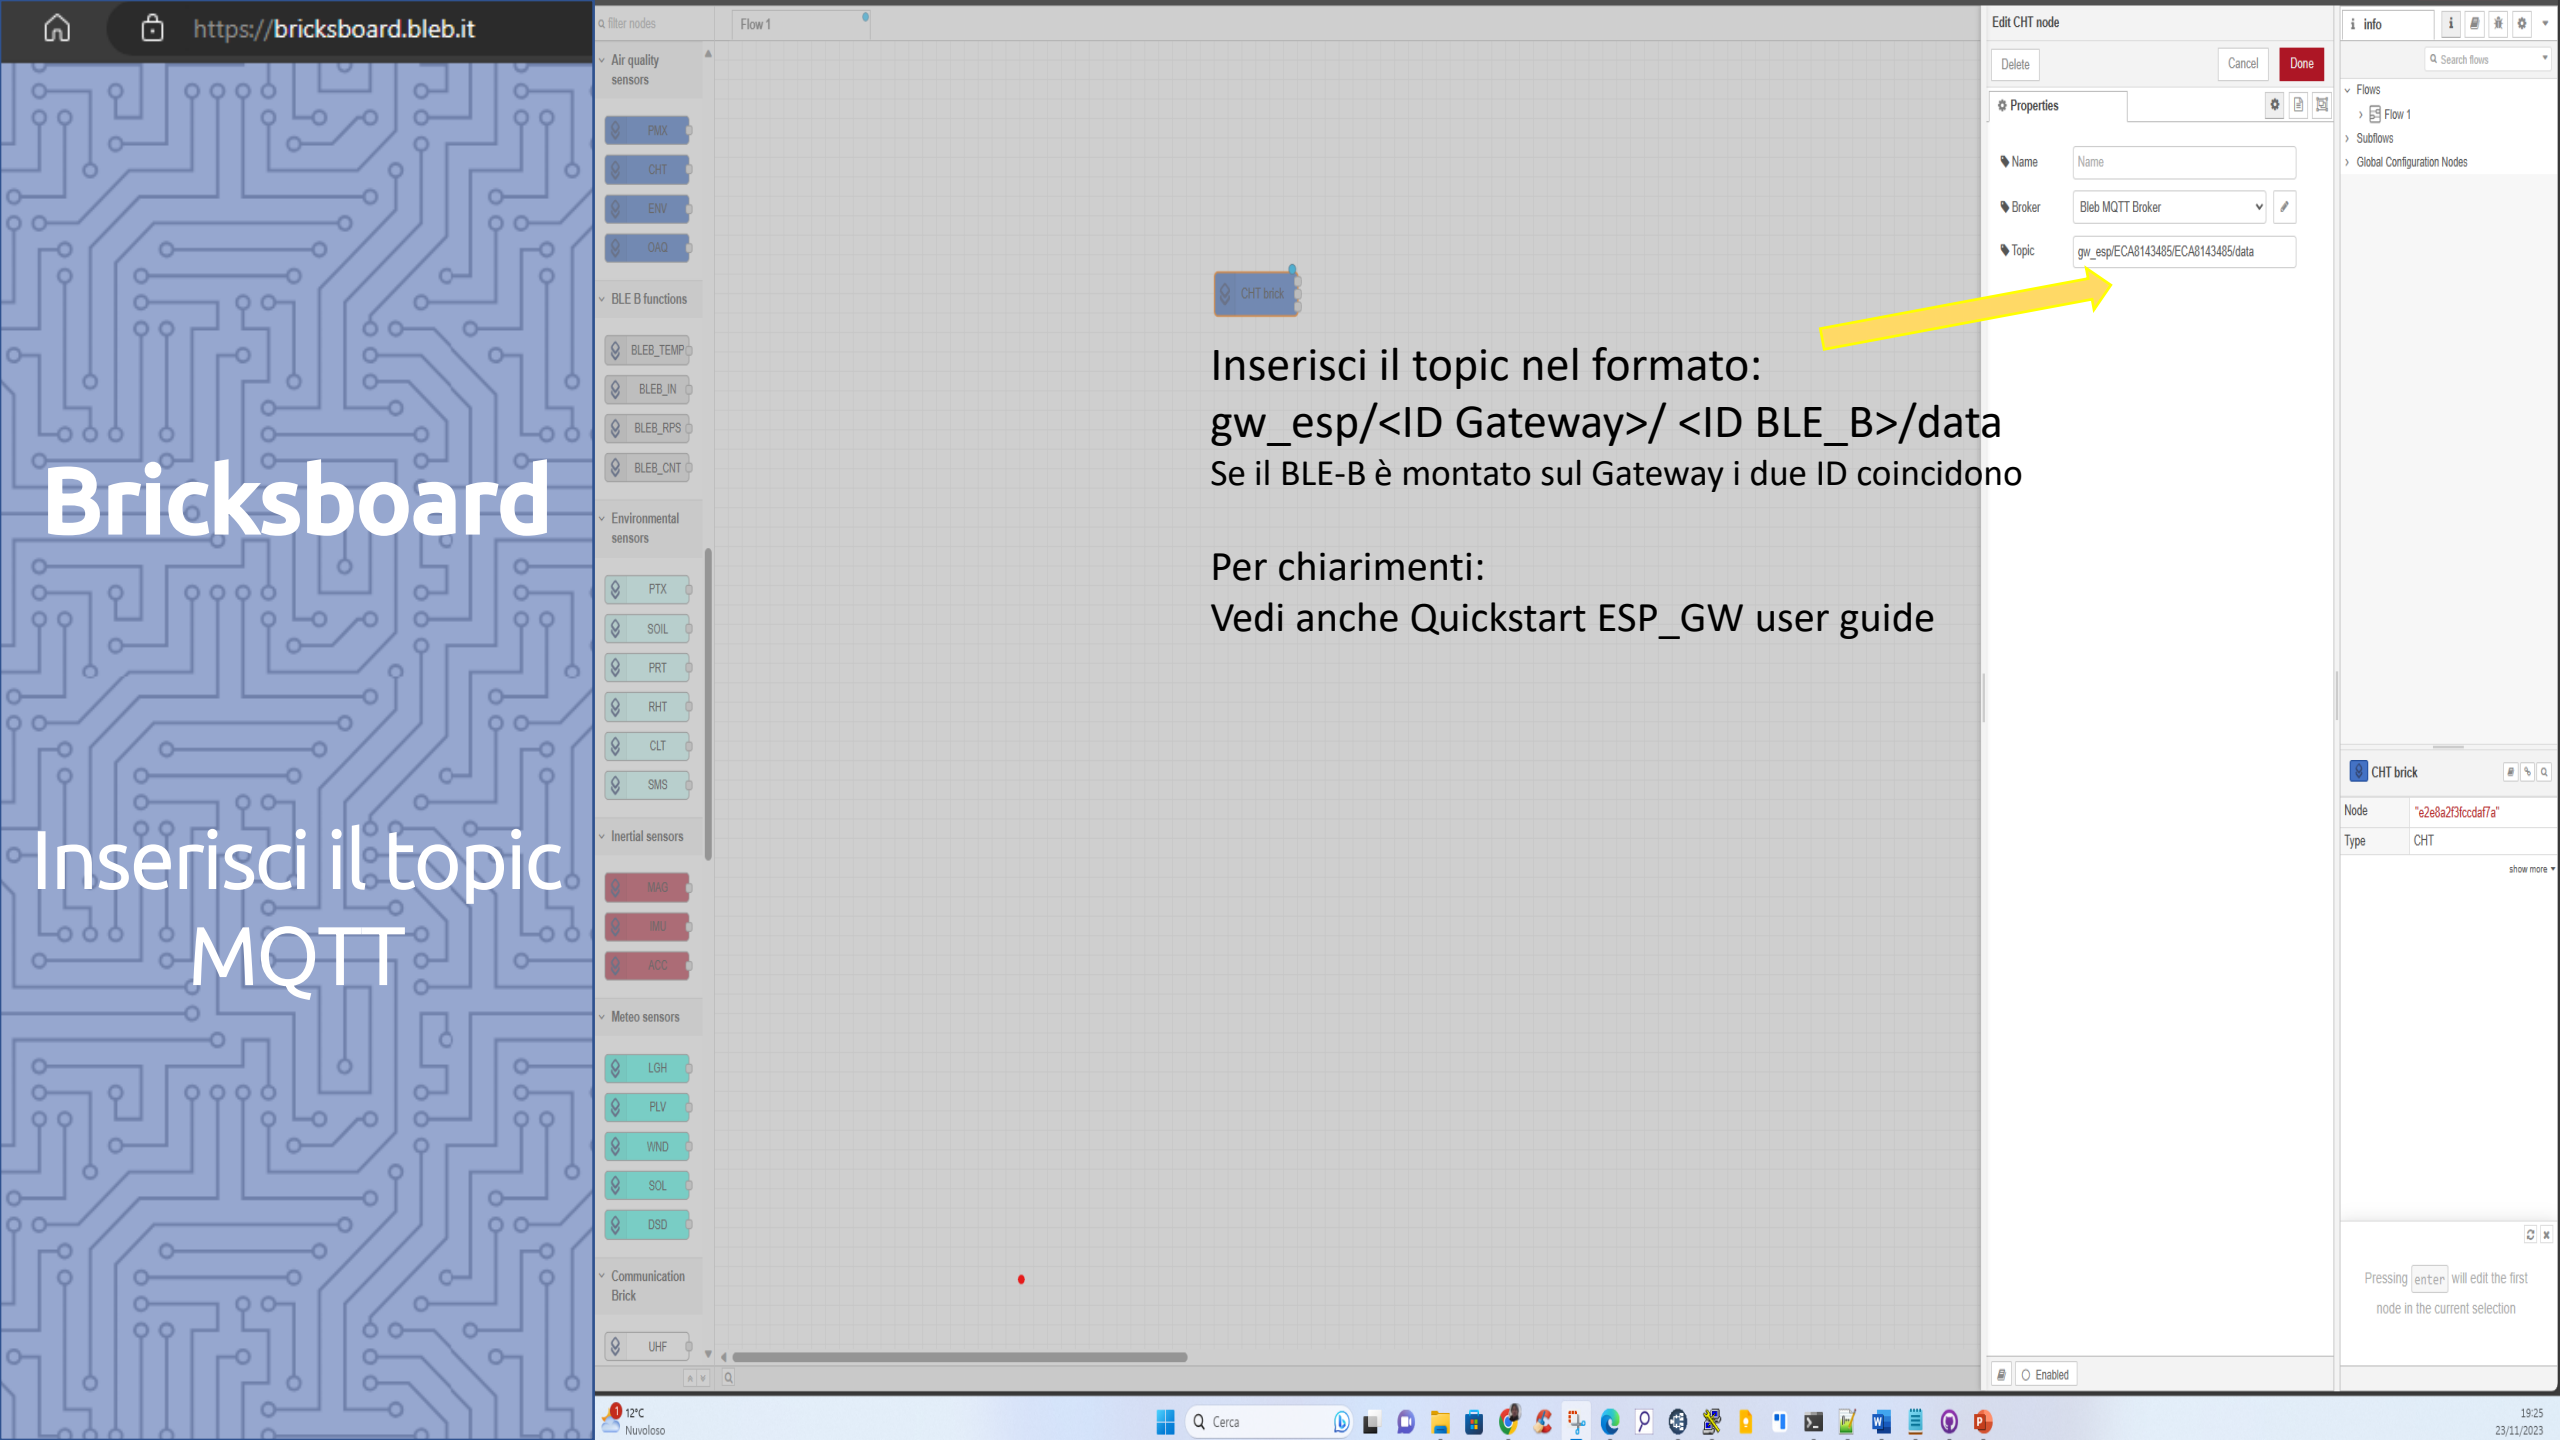 https://bricksboard.bleb.it
Bricksboard
Inserisci il topic
MQTT
filter nodes
Air quality
sensors
PMX
CHT
ENV
OAQ
BLE B functions
BLEB_TEMP
BLEB_IN
BLEB_RPS
BLEB_CNT
Environmental
sensors
PTX
SOIL
PRT
RHT
CLT
SMS
Inertial sensors
MAG
IMU
ACC
Meteo sensors
LGH
PLV
WND
SOL
DSD
Communication
Brick
UHF
Flow 1
CHT brick
Inserisci il topic nel formato:
gw_esp/<ID Gateway>/ <ID BLE_B>/data
Se il BLE-B è montato sul Gateway i due ID coincidono
Per chiarimenti:
Vedi anche Quickstart ESP_GW user guide
Edit CHT node
Delete
Cancel
Done
Properties
Name
Name
Broker
Bleb MQTT Broker
Topic
gw_esp/ECA8143485/ECA8143485/data
Enabled
info
Search flows
Flows
Flow 1
Subflows
Global Configuration Nodes
CHT brick
Node
"e2e8a2f3fccdaf7a"
Type
CHT
show more
Pressing enter will edit the first
node in the current selection
1
12°C
Nuvoloso
Cerca
19:25
23/11/2023